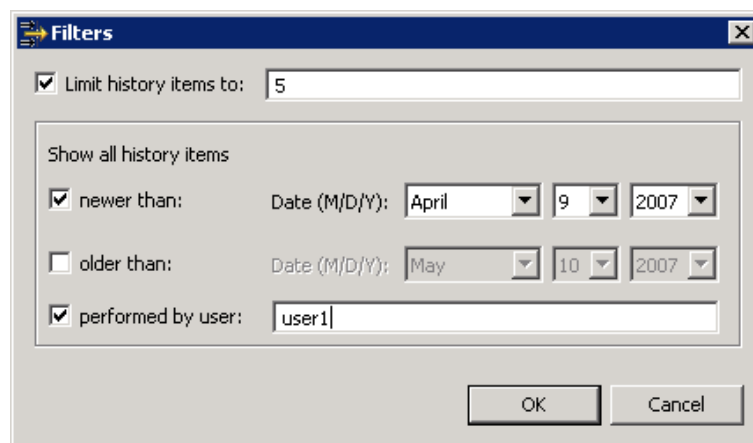 Filters
Limit history items to: 5
Show all history items
newer than: Date (M/D/Y): April 9 2007
older than: Date (M/D/Y): May 10 2007
performed by user: user1
OK Cancel